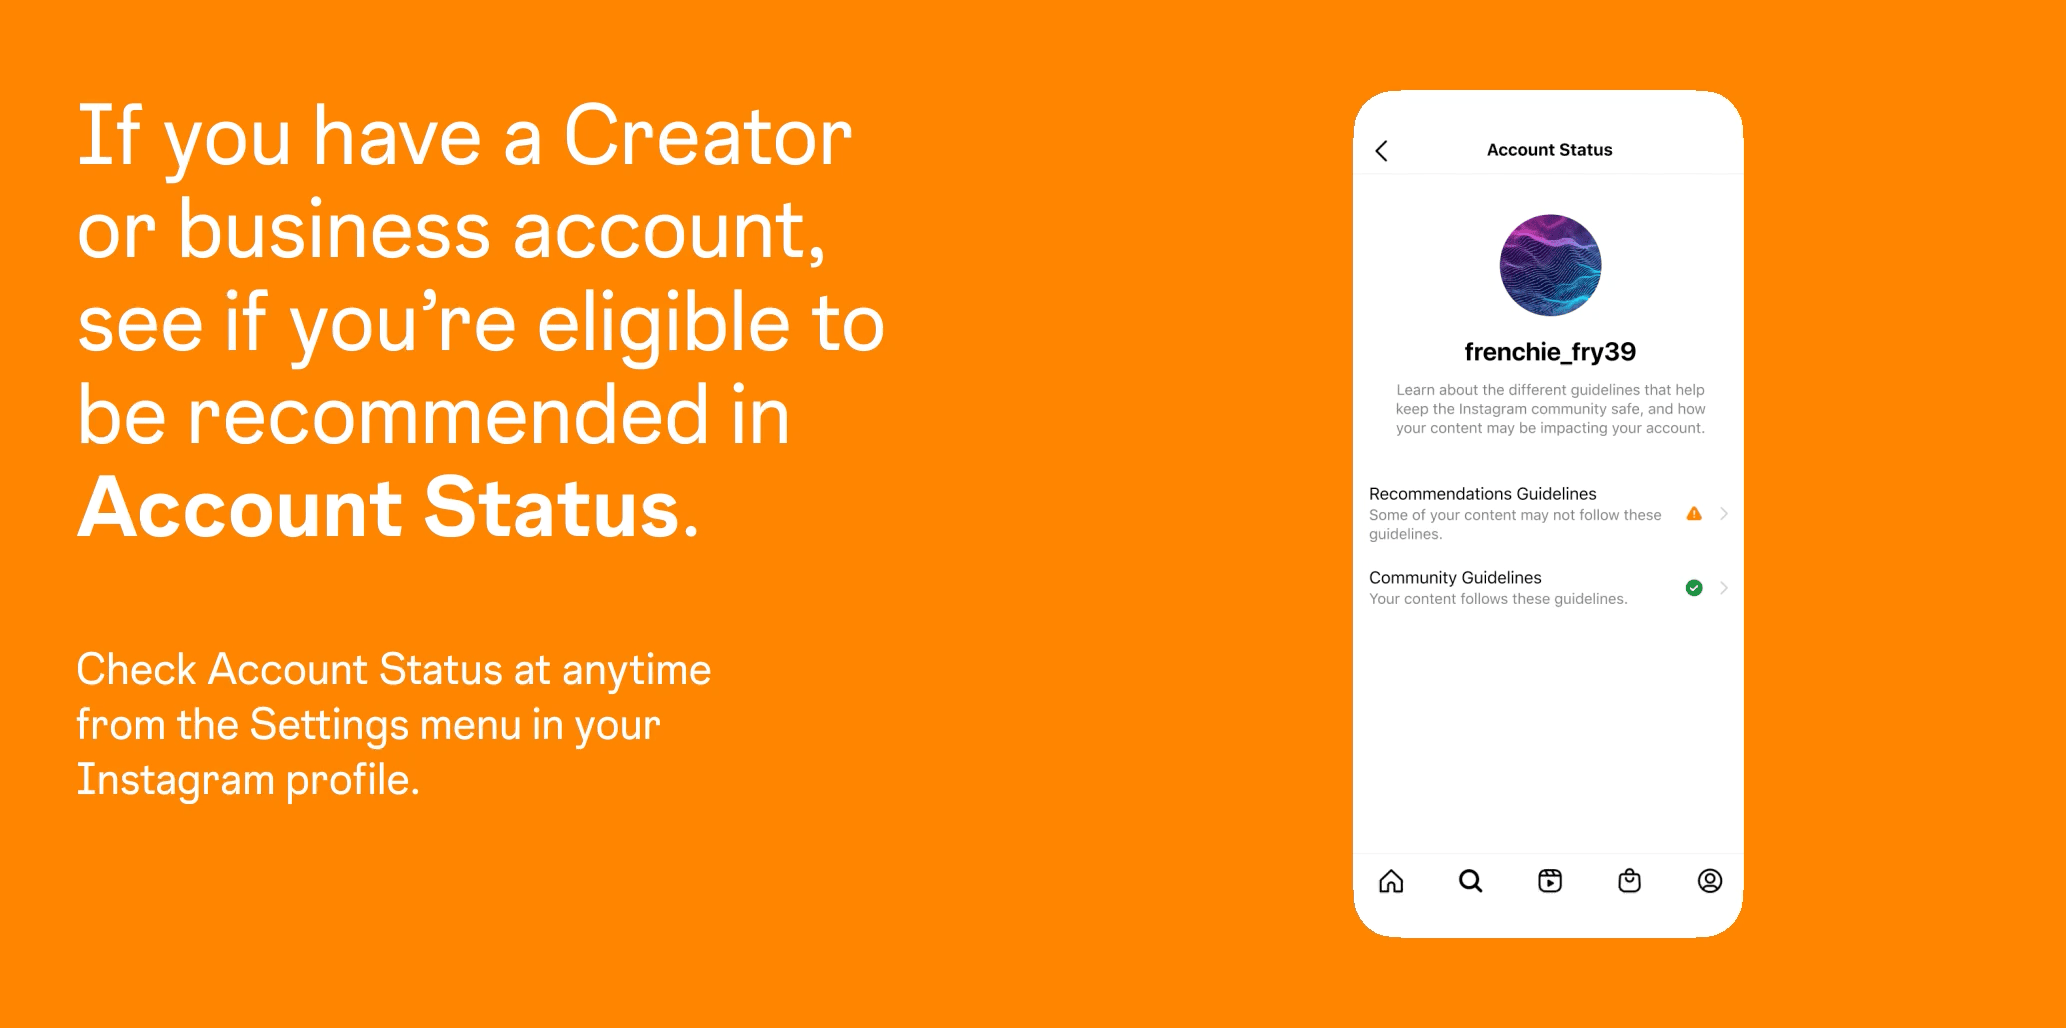 If you have a Creator
or business account,
see if you’re eligible to
be recommended in
Account Status.
Check Account Status at anytime
from the Settings menu in your
Instagram profile.
Account Status
frenchie_fry39
Learn about the different guidelines that help
keep the Instagram community safe, and how
your content may be impacting your account.
Recommendations Guidelines
Some of your content may not follow these
guidelines.
Community Guidelines
Your content follows these guidelines.